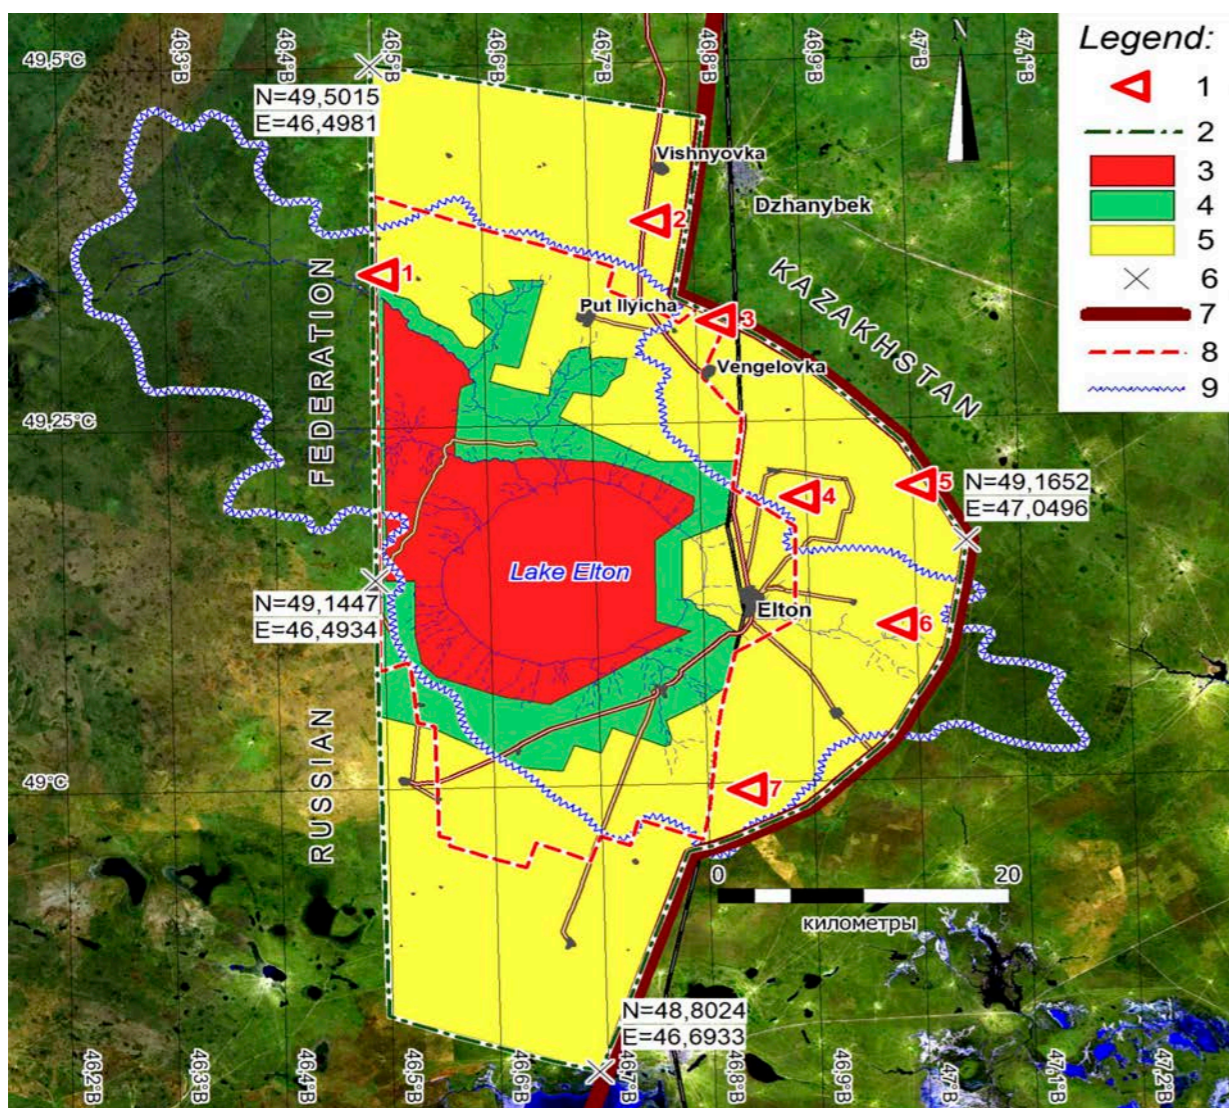 Legend:
1
2
3
4
5
6
7
8
9
N
49,5°С
46.3°В
46.4°В
46.5°В
46.6°В
46.7°В
46.8°В
46.9°В
47°В
47.1°В
N=49,5015
E=46,4981
Vishnyovka
Dzhanybek
2
1
FEDERATION
KAZAKHSTAN
Put Ilyicha
3
Vengelovka
49,25°С
5
N=49,1652
E=47,0496
4
Lake Elton
N=49,1447
E=46,4934
Elton
6
RUSSIAN
49°С
7
0
20
километры
N=48,8024
E=46,6933
46.2°В
46.3°В
46.4°В
46.5°В
46.6°В
46.7°В
46.8°В
46.9°В
47°В
47.1°В
47.2°В